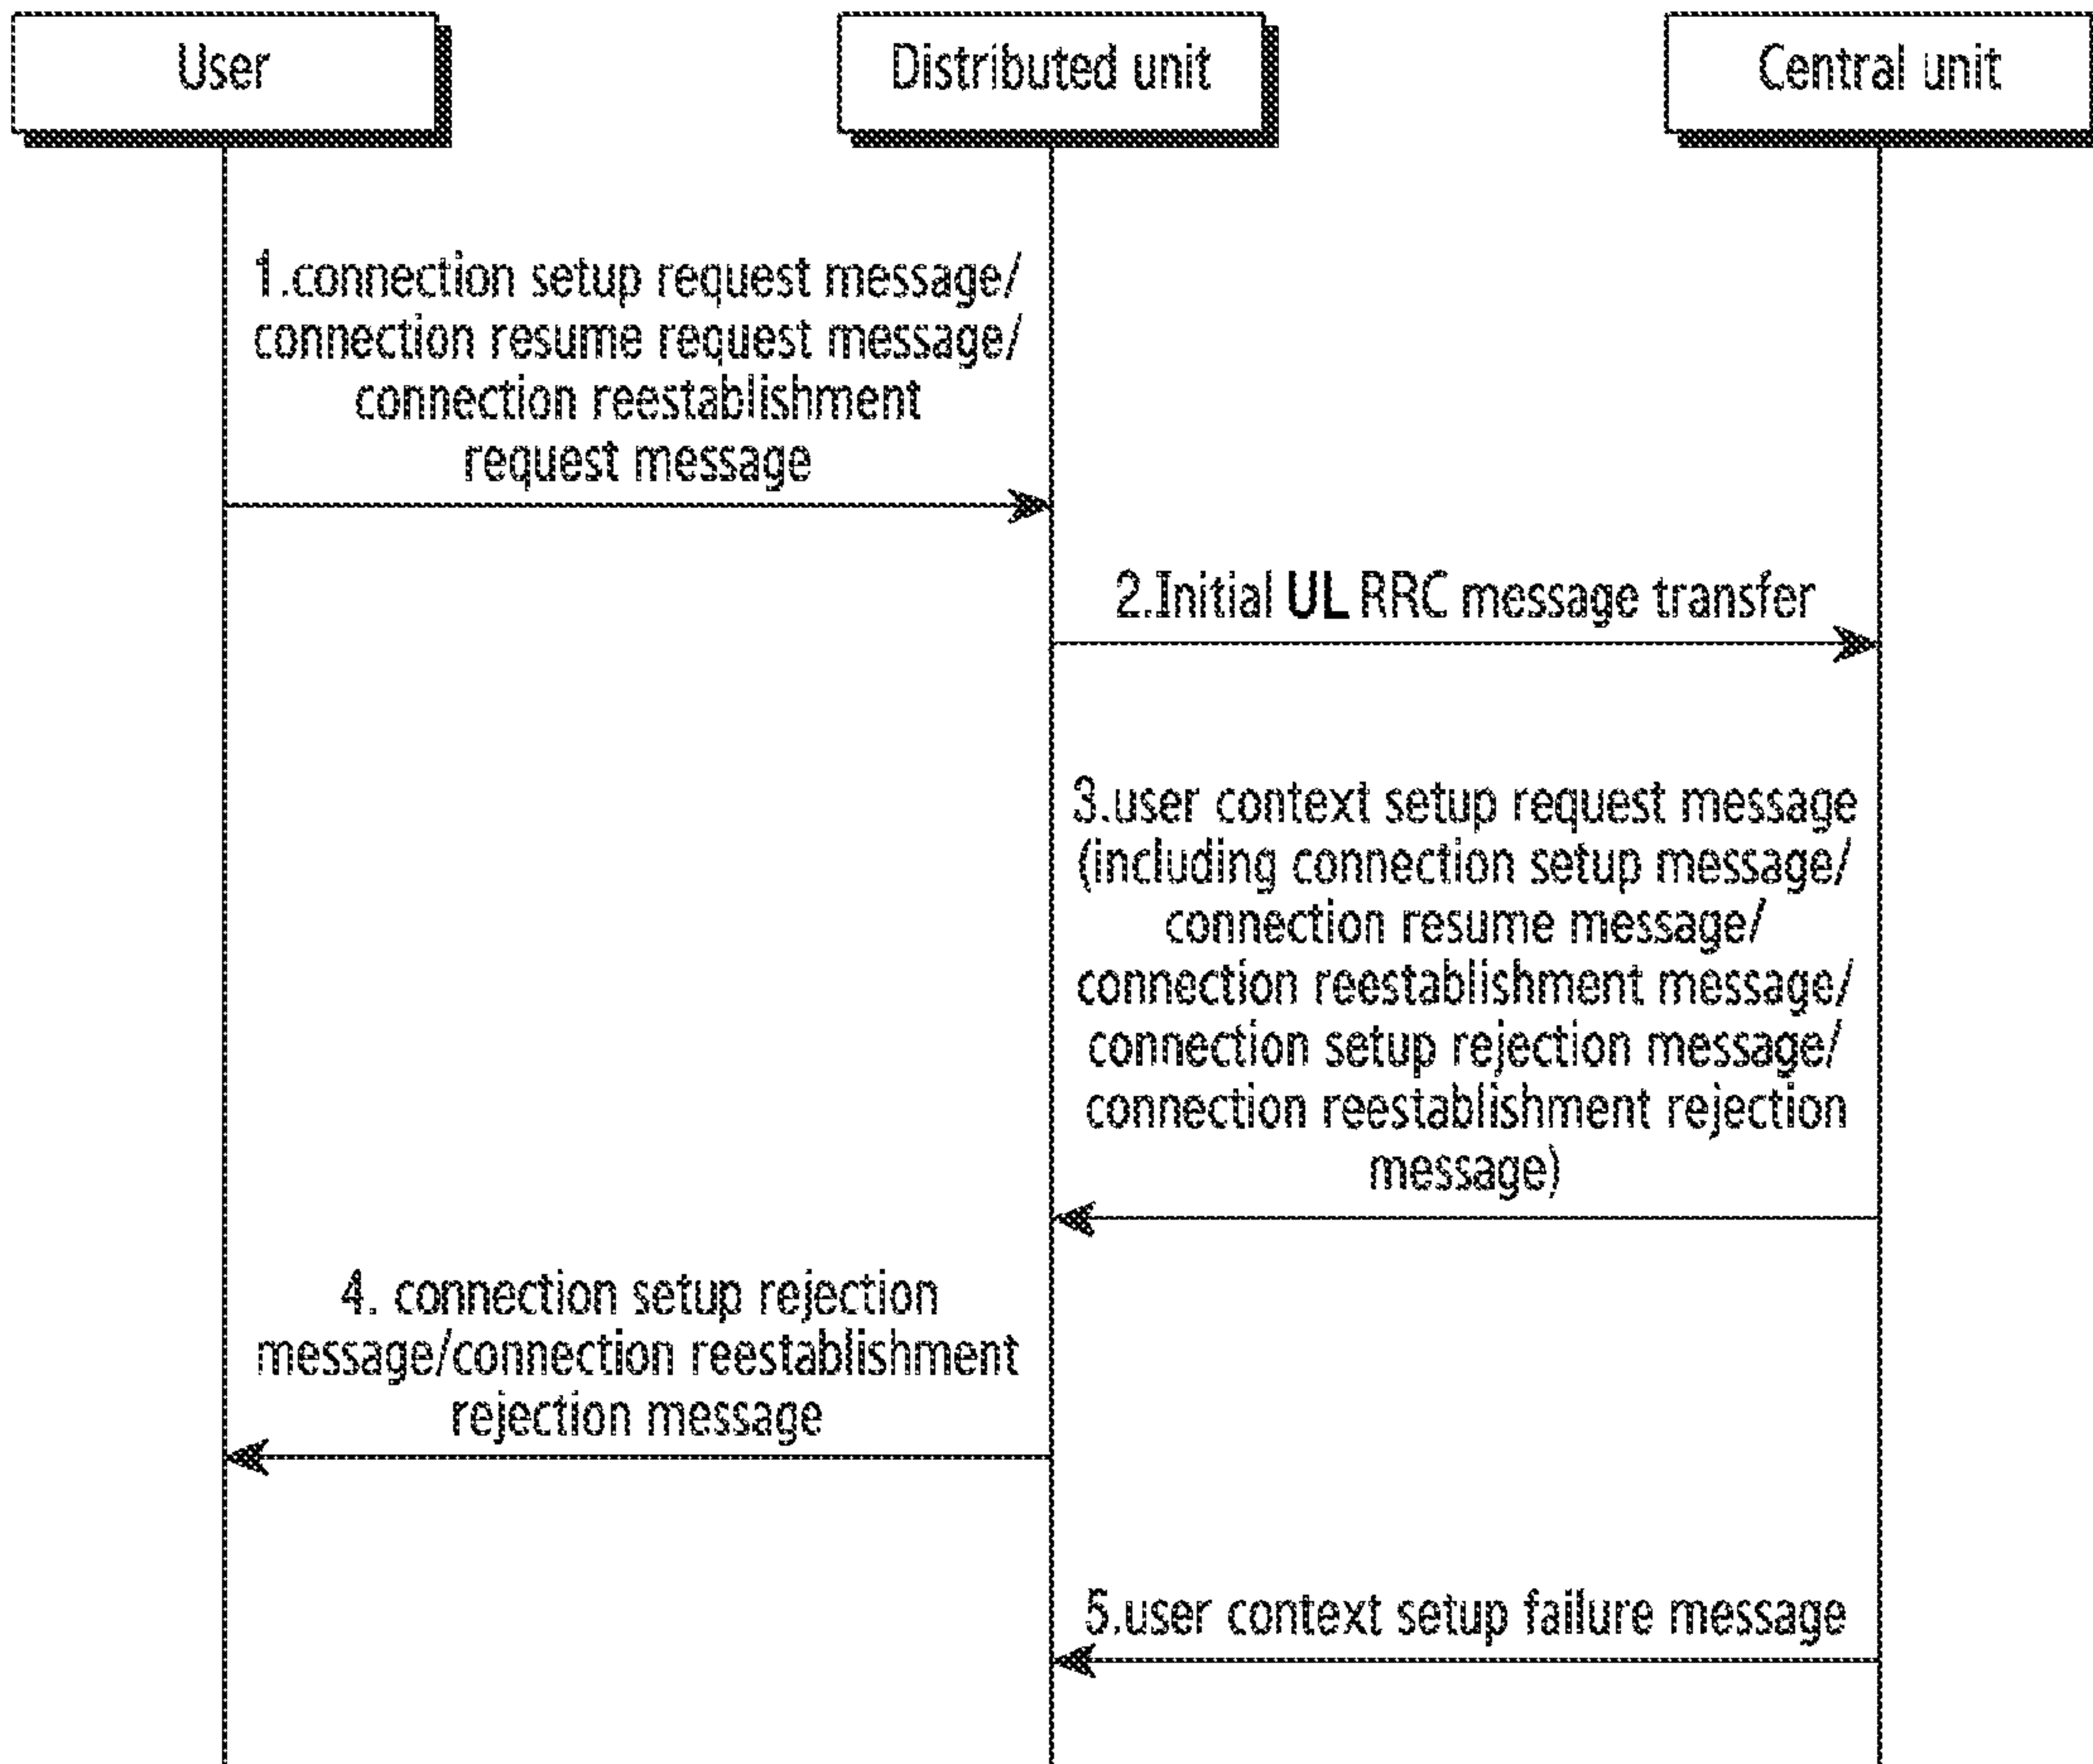 User
Distributed unit
Central unit
1.connection setup request message/
connection resume request message/
connection reestablishment
request message
2.Initial UL RRC message transfer
3.user context setup request message
(including connection setup message/
connection resume message/
connection reestablishment message/
connection setup rejection message/
connection reestablishment rejection
message)
4. connection setup rejection
message/connection reestablishment
rejection message
5.user context setup failure message